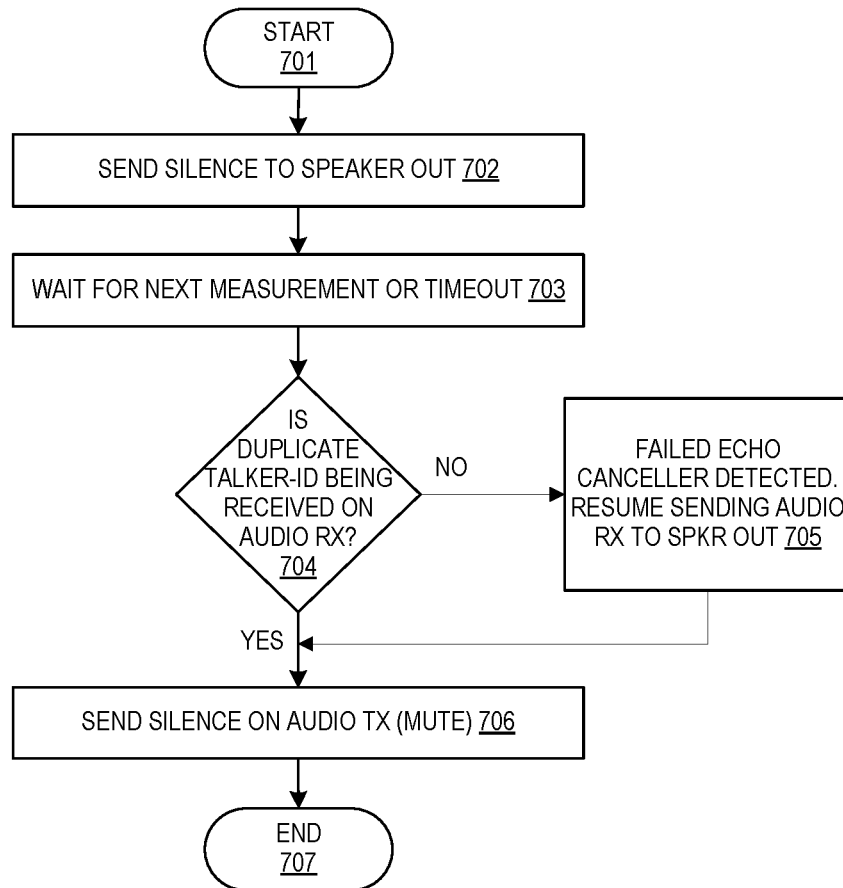 START
701
SEND SILENCE TO SPEAKER OUT 702
WAIT FOR NEXT MEASUREMENT OR TIMEOUT 703
IS
DUPLICATE
TALKER-ID BEING
RECEIVED ON
AUDIO RX?
704
NO
FAILED ECHO
CANCELLER DETECTED.
RESUME SENDING AUDIO
RX TO SPKR OUT 705
YES
SEND SILENCE ON AUDIO TX (MUTE) 706
END
707